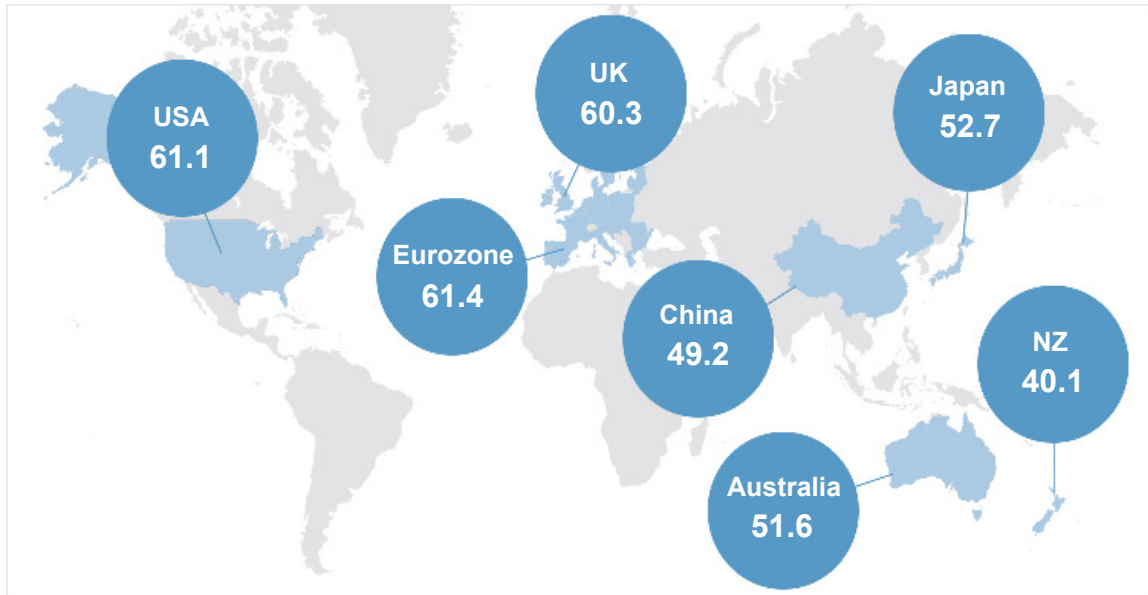 USA
61.1
UK
60.3
Japan
52.7
Eurozone
61.4
China
49.2
NZ
40.1
Australia
51.6